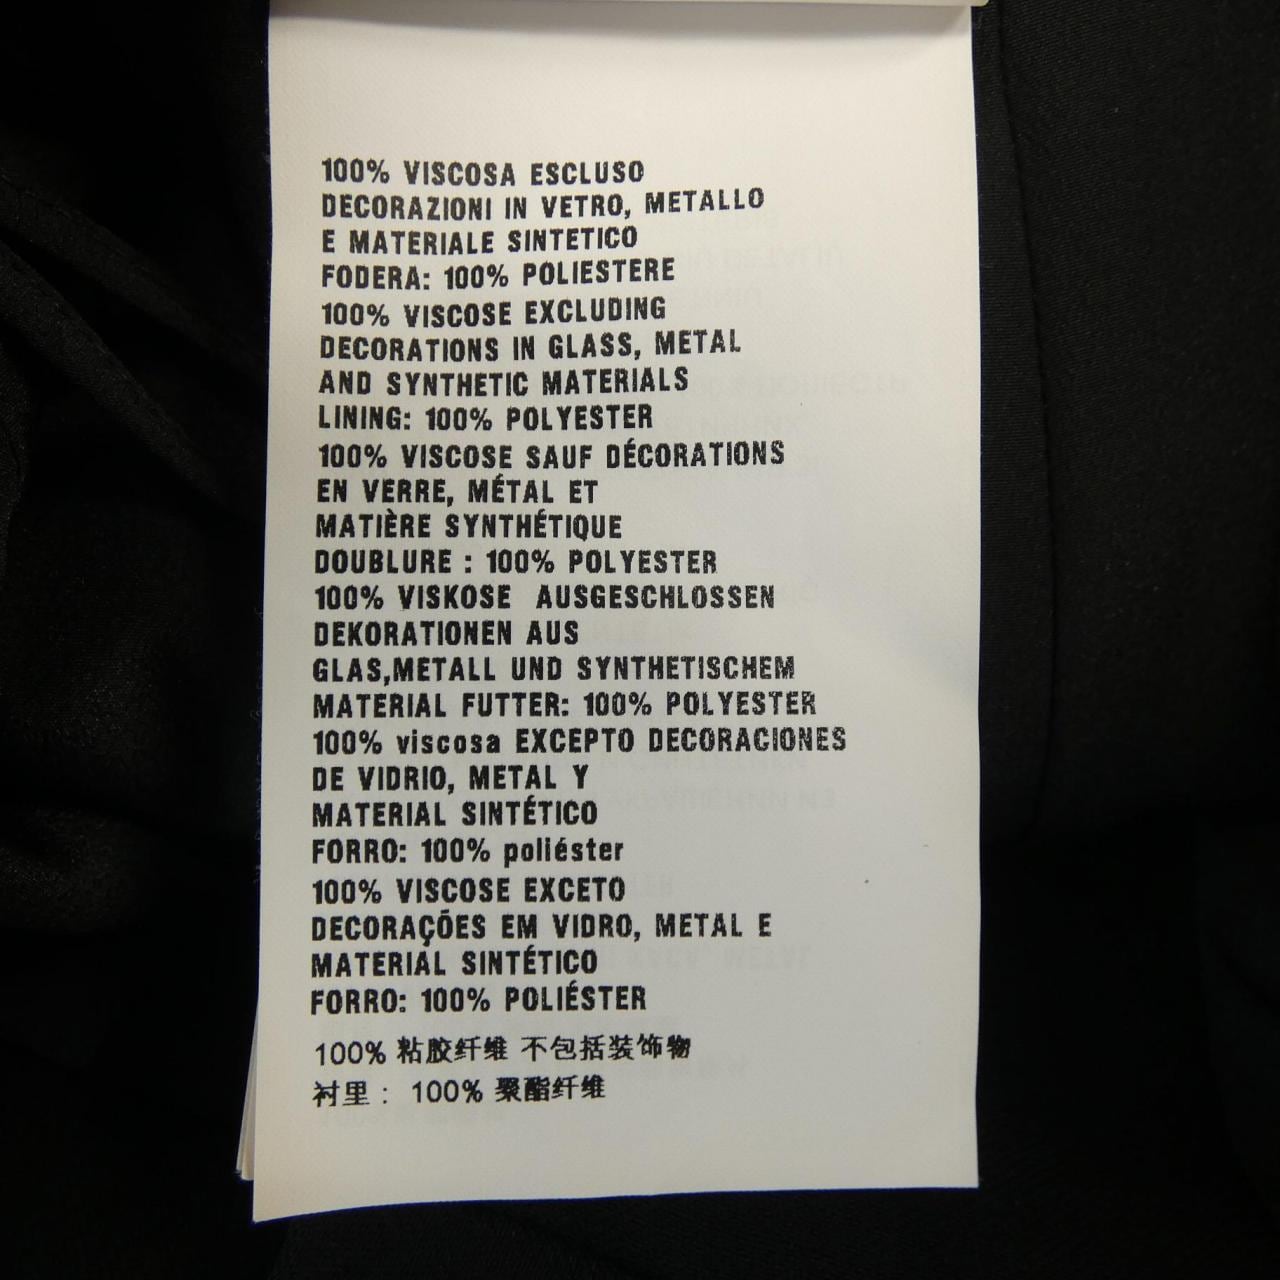 100% VISCOSA ESCLUSO
DECORAZIONI IN VETRO, METALLO
E MATERIALE SINTETICO
FODERA: 100% POLIESTERE
100% VISCOSE EXCLUDING
DECORATIONS IN GLASS, METAL
AND SYNTHETIC MATERIALS
LINING: 100% POLYESTER
100% VISCOSE SAUF DÉCORATIONS
EN VERRE, MÉTAL ET
MATIÈRE SYNTHÉTIQUE
DOUBLURE : 100% POLYESTER
100% VISKOSE AUSGESCHLOSSEN
DEKORATIONEN AUS
GLAS,METALL UND SYNTHETISCHEM
MATERIAL FUTTER: 100% POLYESTER
100% viscosa EXCEPTO DECORACIONES
DE VIDRIO, METAL Y
MATERIAL SINTÉTICO
FORRO: 100% poliéster
100% VISCOSE EXCETO
DECORAÇÕES EM VIDRO, METAL E
MATERIAL SINTÉTICO
FORRO: 100% POLIÉSTER
100% 粘胶纤维 不包括装饰物
衬里： 100% 聚酯纤维